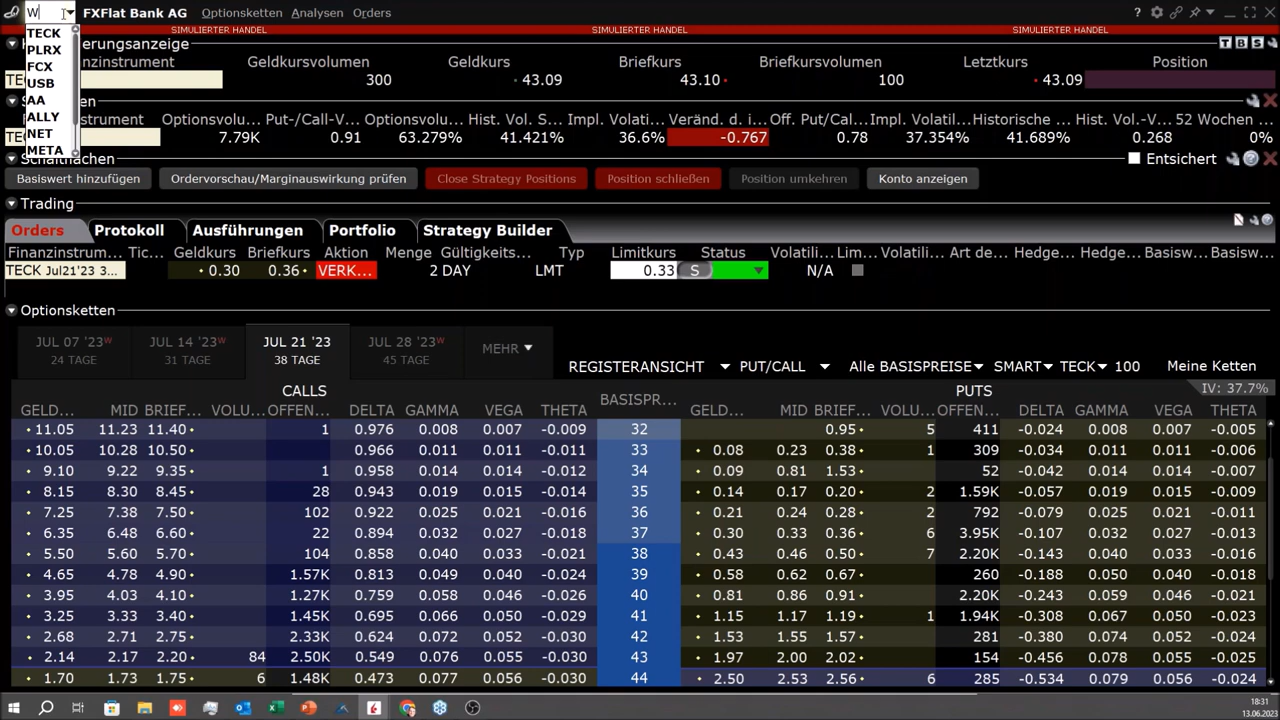 W FXFlat Bank AG Optionsketten Analysen Orders ?
SIMULIERTER HANDEL SIMULIERTER HANDEL SIMULIERTER HANDEL
TECK
PLRX
FCX
USB
AA
ALLY
NET
META
Finanzinstrument Geldkursvolumen Geldkurs Briefkurs Briefkursvolumen Letztkurs Position
300 43.09 43.10 100 43.09
Optionsvolu... Put-/Call-V... Optionsvolu... Hist. Vol. S... Impl. Volati... Veränd. d. i... Off. Put/Ca... Impl. Volatil... Historische ... Hist. Vol.-V... 52 Wochen ...
7.79K 0.91 63.279% 41.421% 36.6% -0.767 0.78 37.354% 41.689% 0.268 0%
Schaltflächen Entsichert
Basiswert hinzufügen Ordervorschau/Marginauswirkung prüfen Close Strategy Positions Position schließen Position umkehren Konto anzeigen
Trading
Orders Protokoll Ausführungen Portfolio Strategy Builder
Finanzinstrum... Tic... Geldkurs Briefkurs Aktion Menge Gültigkeits... Typ Limitkurs Status Volatili... Lim... Volatili... Art de... Hedge... Hedge... Basisw... Basisw...
TECK Jul21'23 3... 0.30 0.36 VERK... 2 DAY LMT 0.33 S N/A
Optionsketten
JUL 07 '23 W JUL 14 '23 W JUL 21 '23 JUL 28 '23 W MEHR
24 TAGE 31 TAGE 38 TAGE 45 TAGE
REGISTERANSICHT PUT/CALL Alle BASISPREISE SMART TECK 100 Meine Ketten
CALLS PUTS IV: 37.7%
GELD... MID BRIEF... VOLU... OFFEN... DELTA GAMMA VEGA THETA BASISPR... GELD... MID BRIEF... VOLU... OFFEN... DELTA GAMMA VEGA THETA
11.05 11.23 11.40 1 0.976 0.008 0.007 -0.009 32 0.95 5 411 -0.024 0.008 0.007 -0.005
10.05 10.28 10.50 0.966 0.011 0.011 -0.011 33 0.08 0.23 0.38 1 309 -0.034 0.011 0.011 -0.006
9.10 9.22 9.35 1 0.958 0.014 0.014 -0.012 34 0.09 0.81 1.53 52 -0.042 0.014 0.014 -0.007
8.15 8.30 8.45 28 0.943 0.019 0.015 -0.014 35 0.14 0.17 0.20 2 1.59K -0.057 0.019 0.015 -0.009
7.25 7.38 7.50 102 0.922 0.025 0.021 -0.016 36 0.21 0.24 0.28 2 792 -0.079 0.025 0.021 -0.011
6.35 6.48 6.60 22 0.894 0.032 0.027 -0.018 37 0.30 0.33 0.36 6 3.95K -0.107 0.032 0.027 -0.013
5.50 5.60 5.70 104 0.858 0.040 0.033 -0.021 38 0.43 0.46 0.50 7 2.20K -0.143 0.040 0.033 -0.016
4.65 4.78 4.90 1.57K 0.813 0.049 0.040 -0.024 39 0.58 0.62 0.67 260 -0.188 0.050 0.040 -0.019
3.95 4.03 4.10 1.27K 0.759 0.058 0.046 -0.026 40 0.81 0.86 0.91 2.20K -0.243 0.059 0.046 -0.021
3.25 3.33 3.40 1.45K 0.695 0.066 0.050 -0.029 41 1.15 1.17 1.19 1 1.94K -0.308 0.067 0.050 -0.023
2.68 2.71 2.75 2.33K 0.624 0.072 0.052 -0.030 42 1.53 1.55 1.57 281 -0.380 0.074 0.052 -0.024
2.14 2.17 2.20 84 2.50K 0.549 0.076 0.055 -0.030 43 1.97 2.00 2.02 154 -0.456 0.078 0.055 -0.025
1.70 1.73 1.75 6 1.48K 0.473 0.077 0.056 -0.030 44 2.50 2.53 2.56 6 285 -0.534 0.079 0.056 -0.024
18:31
13.06.2023